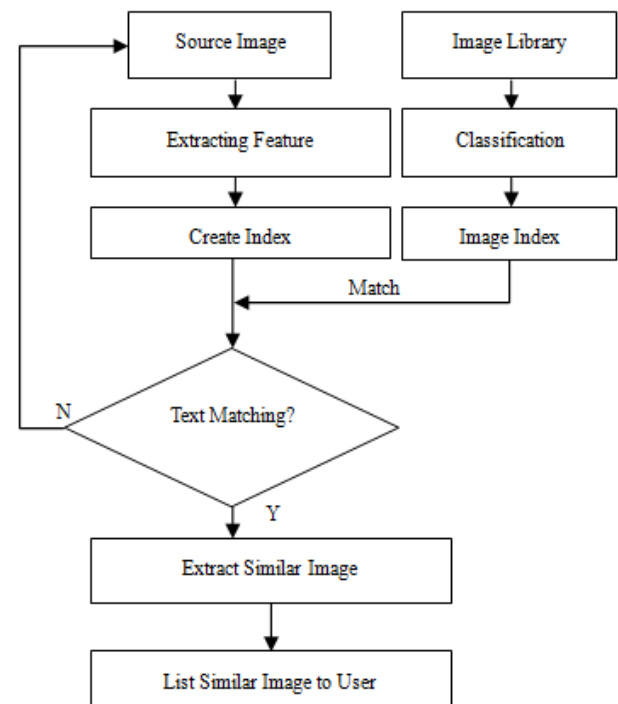 Source Image
Image Library
Extracting Feature
Classification
Create Index
Image Index
Match
N
Text Matching?
Y
Extract Similar Image
List Similar Image to User